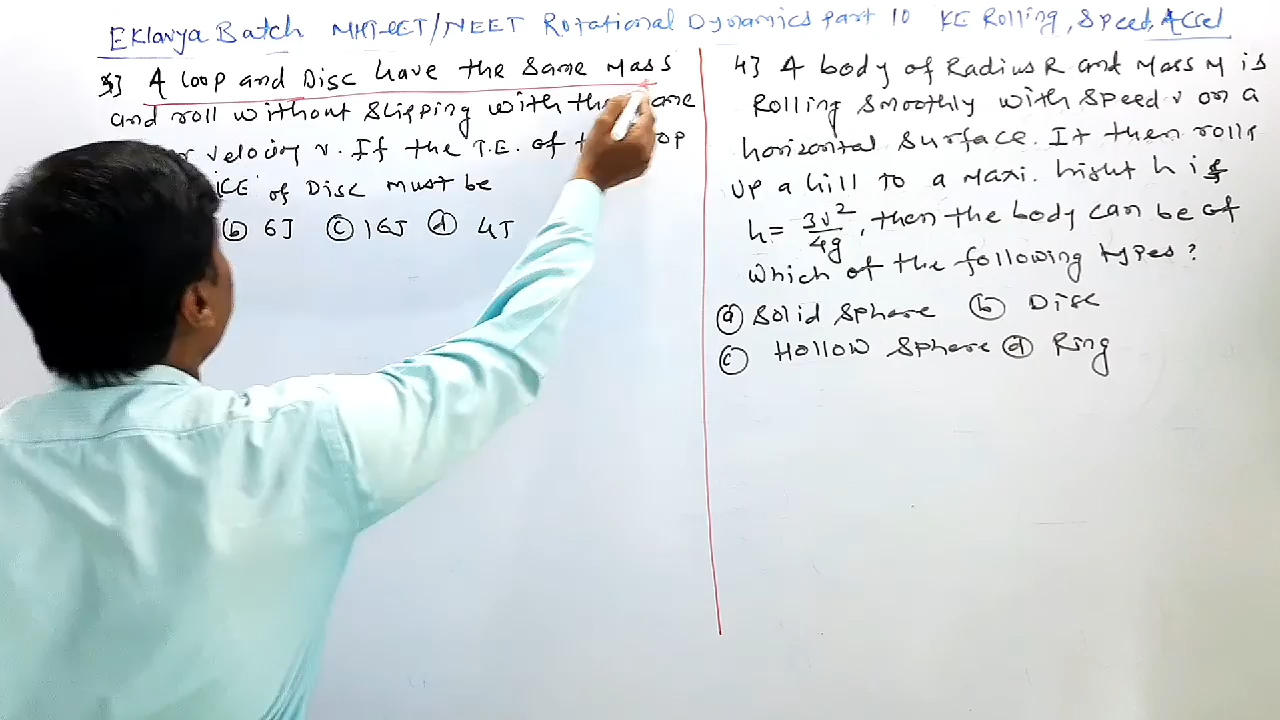 Eklavya Batch MHT-CET/NEET Rotational Dynamics part 10 KE Rolling, Speed, Accel
3] A Loop and Disc have the same mass
and roll without slipping with the
velociy v. If the T.E. of
of Disc must be
(b) 6J (c) 16J (d) 4J
4] A body of Radius R and Mass M is
Rolling smoothly with speed v on a
horizontal surface. It then rolls
up a hill to a maxi. hight h if
h = 3v²/4g, then the body can be of
which of the following types?
(a) Solid sphare (b) Disc
(c) Hollow sphare (d) Ring